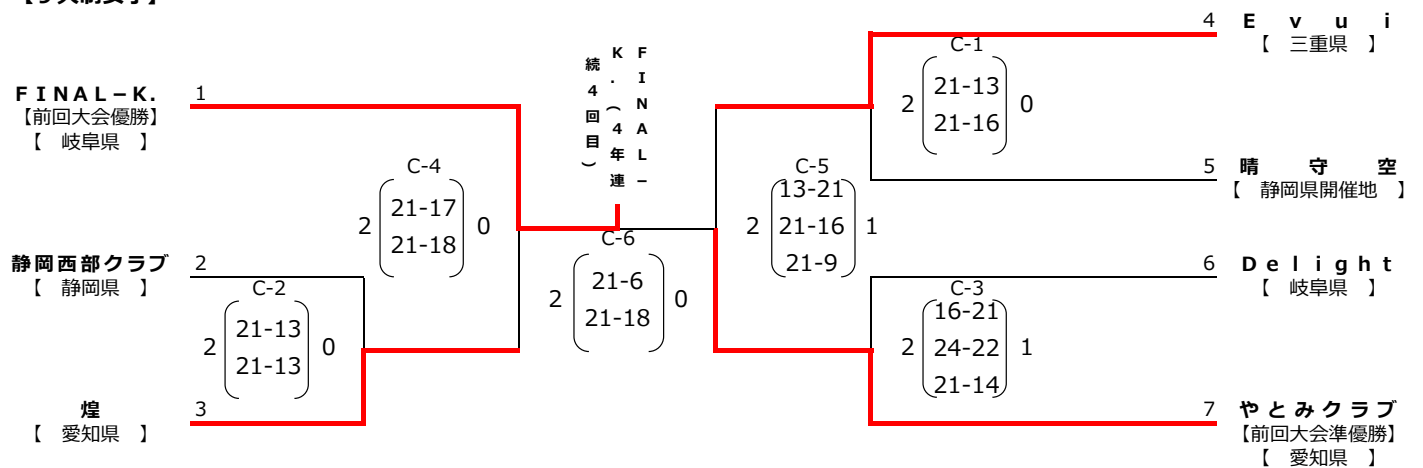 FINAL−K.
1
【前回大会優勝】
【　岐阜県　】
静岡西部クラブ
2
【　静岡県　】
煌
3
【　愛知県　】
C-2
2
21-13
21-13
0
C-4
2
21-17
21-18
0
FINAL−
K.(4年連
続4回目)
C-6
2
21-6
21-18
0
C-5
2
13-21
21-16
21-9
1
C-1
2
21-13
21-16
0
C-3
2
16-21
24-22
21-14
1
4
Evui
【　三重県　】
5
晴守空
【　静岡県開催地　】
6
Delight
【　岐阜県　】
7
やとみクラブ
【前回大会準優勝】
【　愛知県　】